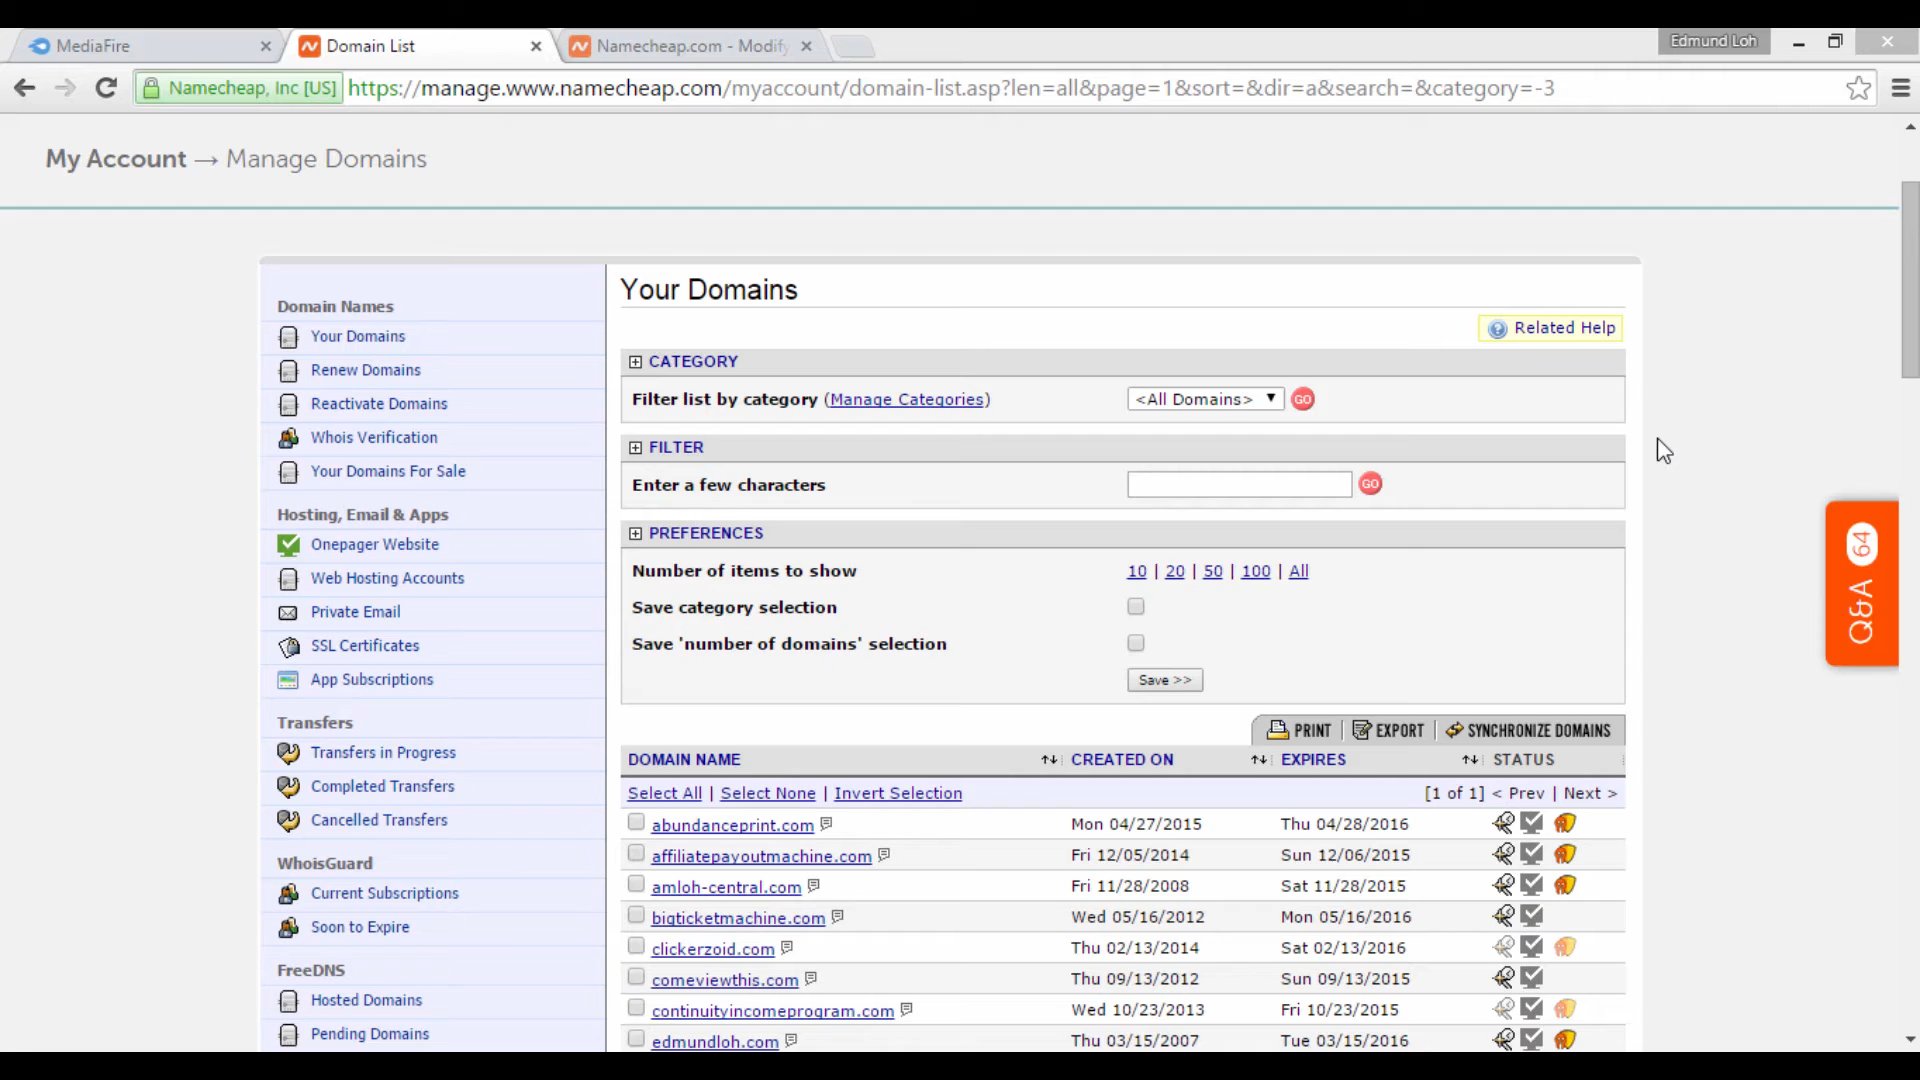 MediaFire
Domain List
Namecheap.com - Modify
Edmund Loh
Namecheap, Inc [US]
https://manage.www.namecheap.com/myaccount/domain-list.asp?len=all&page=1&sort=&dir=a&search=&category=-3
My Account → Manage Domains
Domain Names
Your Domains
Renew Domains
Reactivate Domains
Whois Verification
Your Domains For Sale
Hosting, Email & Apps
Onepager Website
Web Hosting Accounts
Private Email
SSL Certificates
App Subscriptions
Transfers
Transfers in Progress
Completed Transfers
Cancelled Transfers
WhoisGuard
Current Subscriptions
Soon to Expire
FreeDNS
Hosted Domains
Pending Domains
Your Domains
Related Help
CATEGORY
Filter list by category (Manage Categories)
<All Domains>
GO
FILTER
Enter a few characters
GO
PREFERENCES
Number of items to show
10 | 20 | 50 | 100 | All
Save category selection
Save 'number of domains' selection
Save >>
PRINT
EXPORT
SYNCHRONIZE DOMAINS
DOMAIN NAME CREATED ON EXPIRES STATUS
Select All | Select None | Invert Selection [1 of 1] < Prev | Next >
abundanceprint.com Mon 04/27/2015 Thu 04/28/2016
affiliatepayoutmachine.com Fri 12/05/2014 Sun 12/06/2015
amloh-central.com Fri 11/28/2008 Sat 11/28/2015
bigticketmachine.com Wed 05/16/2012 Mon 05/16/2016
clickerzoid.com Thu 02/13/2014 Sat 02/13/2016
comeviewthis.com Thu 09/13/2012 Sun 09/13/2015
continuityincomeprogram.com Wed 10/23/2013 Fri 10/23/2015
edmundloh.com Thu 03/15/2007 Tue 03/15/2016
Q&A 64